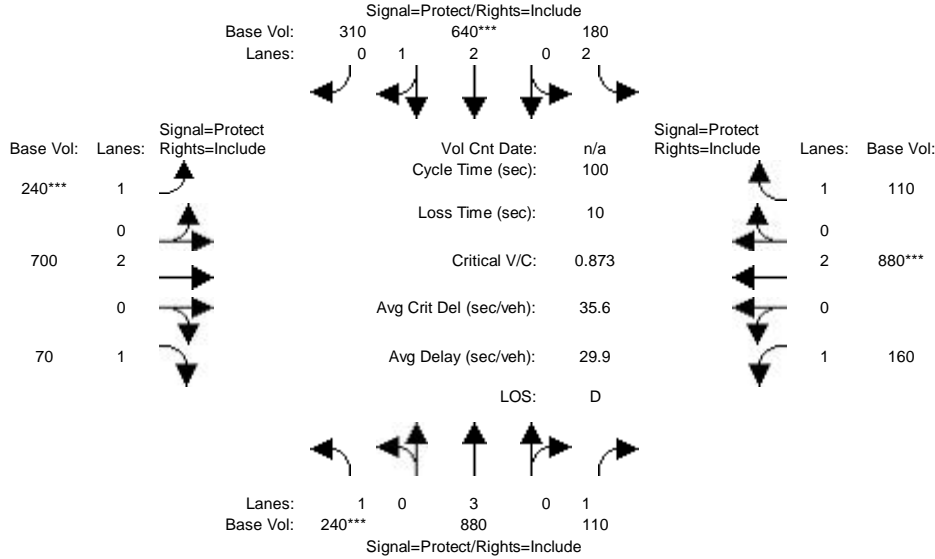 Signal=Protect/Rights=Include
Base Vol: 310 640*** 180
Lanes: 0 1 2 0 2
Signal=Protect
Base Vol: Lanes: Rights=Include
240*** 1
0
700 2
0
70 1
Vol Cnt Date: n/a
Cycle Time (sec): 100
Loss Time (sec): 10
Critical V/C: 0.873
Avg Crit Del (sec/veh): 35.6
Avg Delay (sec/veh): 29.9
LOS: D
Signal=Protect
Rights=Include Lanes: Base Vol:
1 110
0
2 880***
0
1 160
Lanes: 1 0 3 0 1
Base Vol: 240*** 880 110
Signal=Protect/Rights=Include